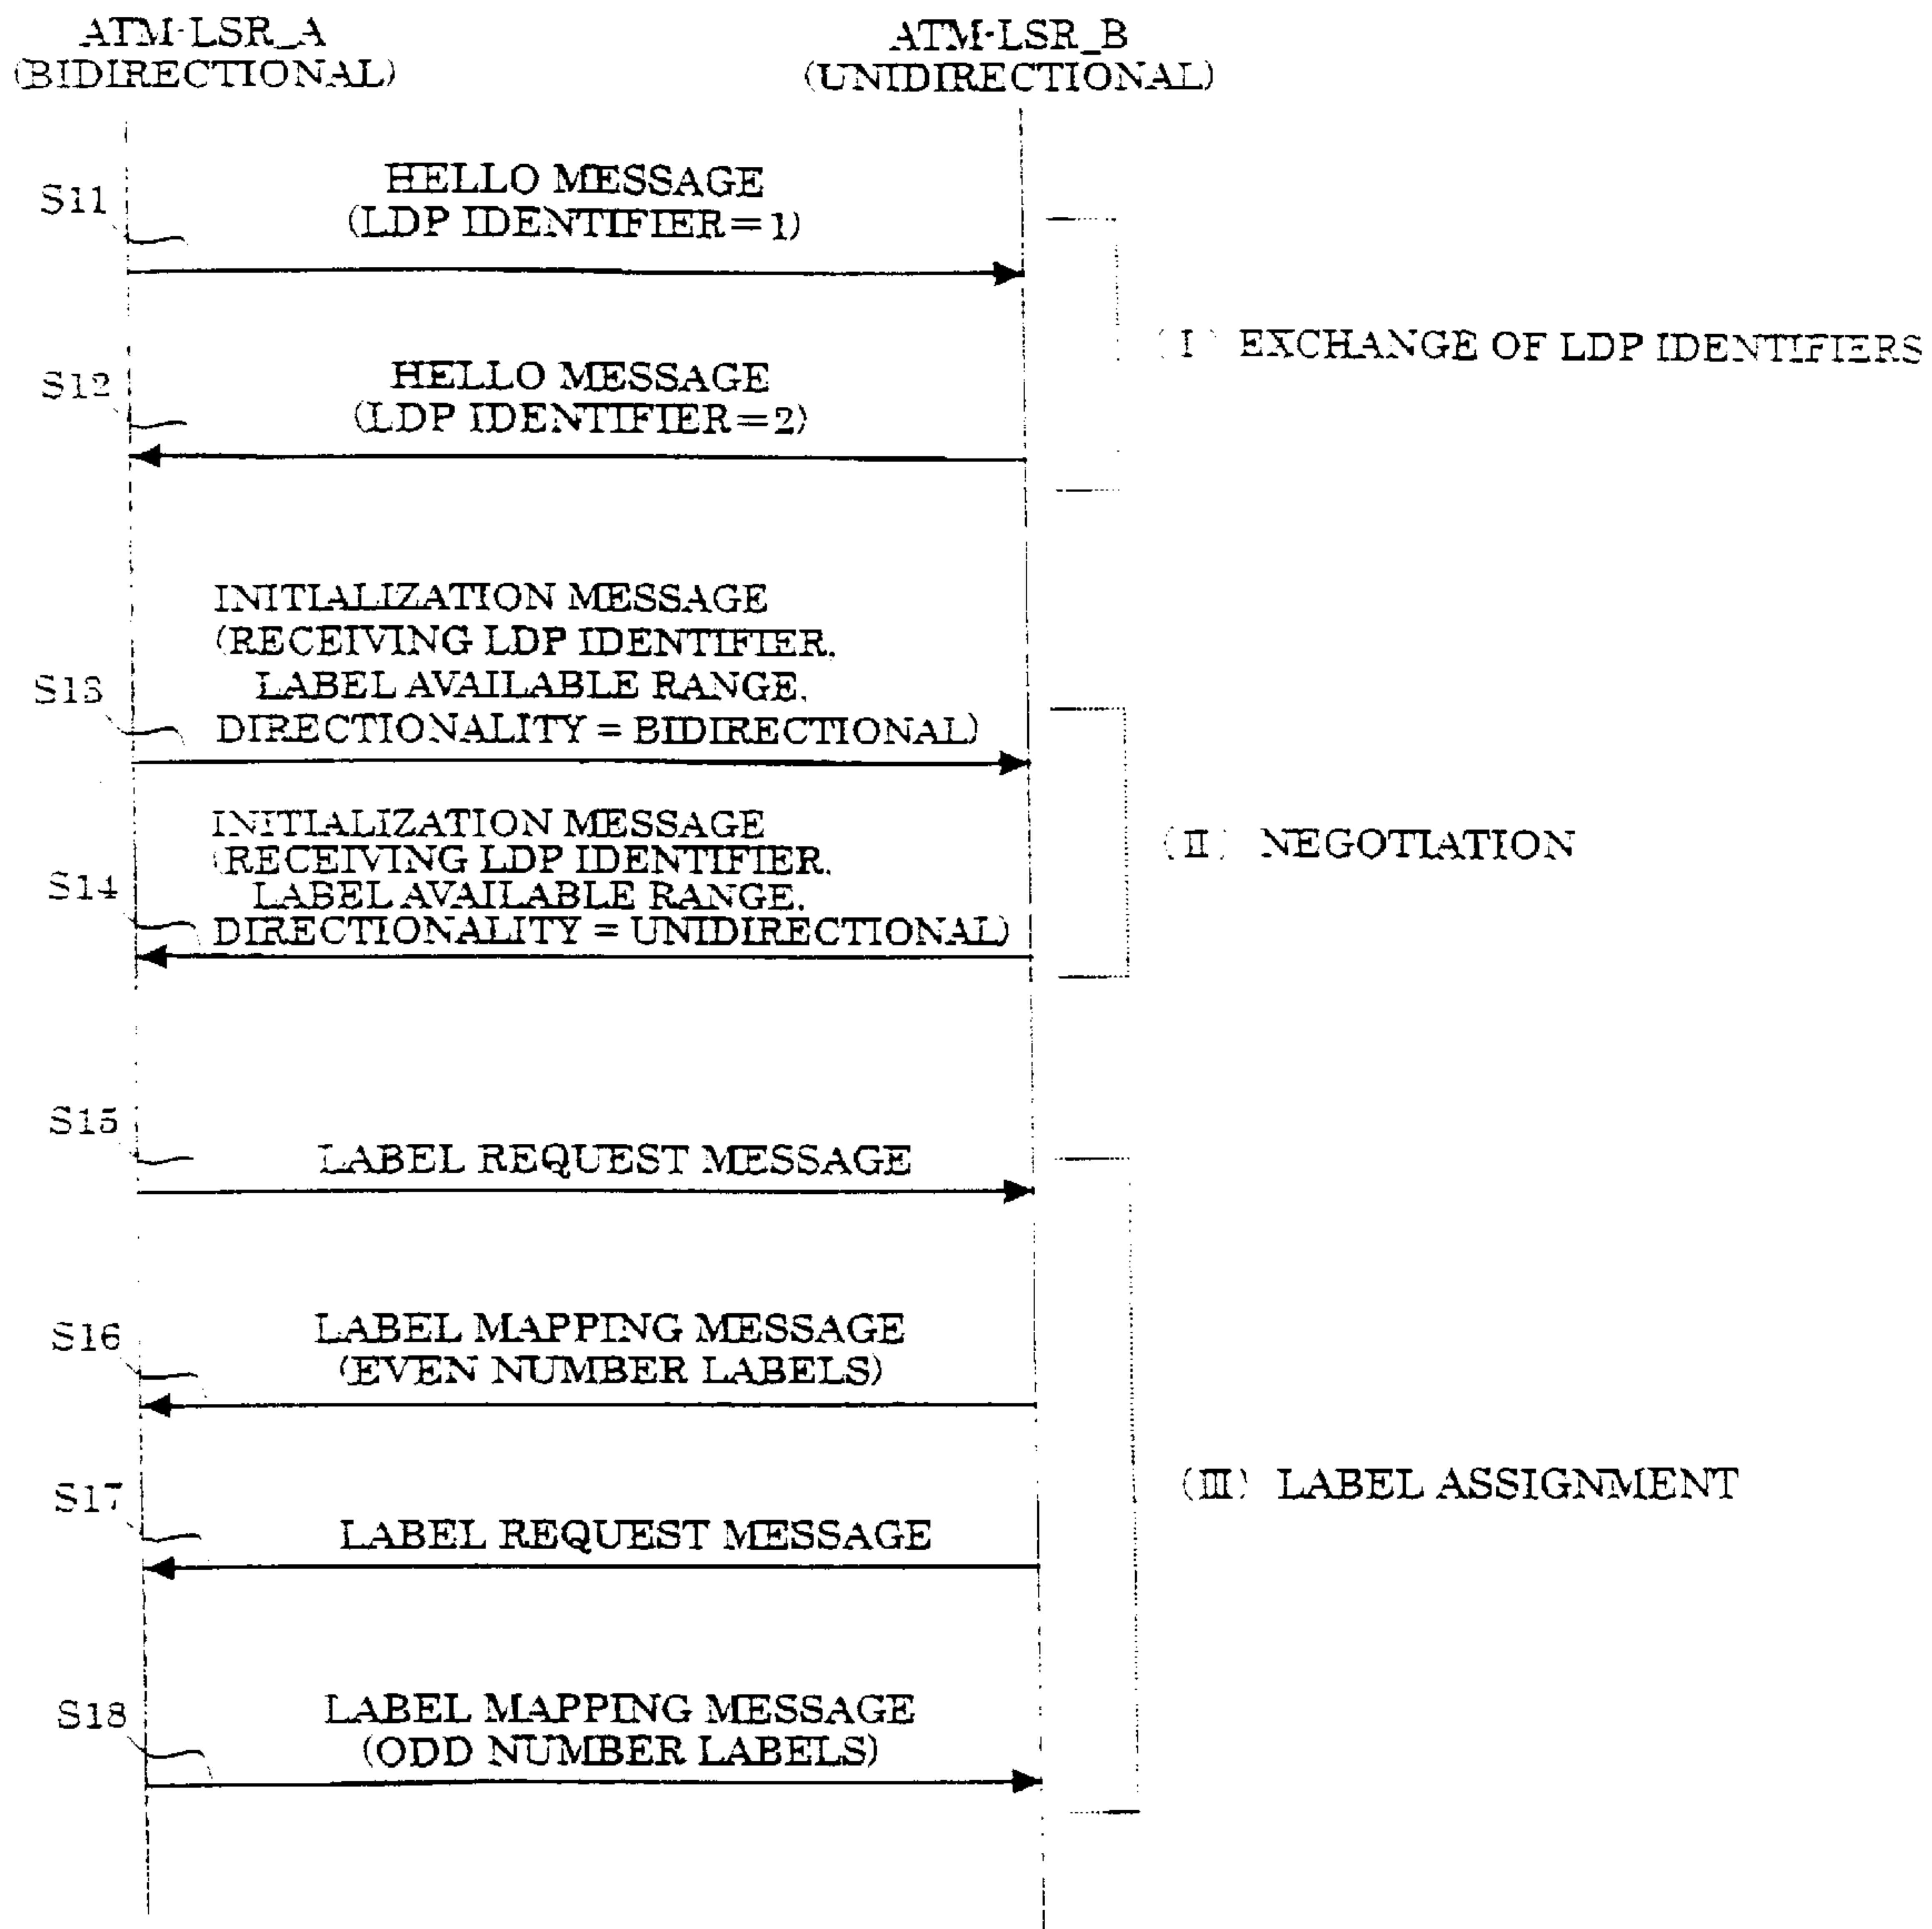 ATM-LSR_A
(BIDIRECTIONAL)
ATM-LSR_B
(UNIDIRECTIONAL)
S11
HELLO MESSAGE
(LDP IDENTIFIER=1)
S12
HELLO MESSAGE
(LDP IDENTIFIER=2)
(I) EXCHANGE OF LDP IDENTIFIERS
S13
INITIALIZATION MESSAGE
(RECEIVING LDP IDENTIFIER,
LABEL AVAILABLE RANGE,
DIRECTIONALITY = BIDIRECTIONAL)
S14
INITIALIZATION MESSAGE
(RECEIVING LDP IDENTIFIER,
LABEL AVAILABLE RANGE,
DIRECTIONALITY = UNIDIRECTIONAL)
(II) NEGOTIATION
S15
LABEL REQUEST MESSAGE
S16
LABEL MAPPING MESSAGE
(EVEN NUMBER LABELS)
S17
LABEL REQUEST MESSAGE
(III) LABEL ASSIGNMENT
S18
LABEL MAPPING MESSAGE
(ODD NUMBER LABELS)